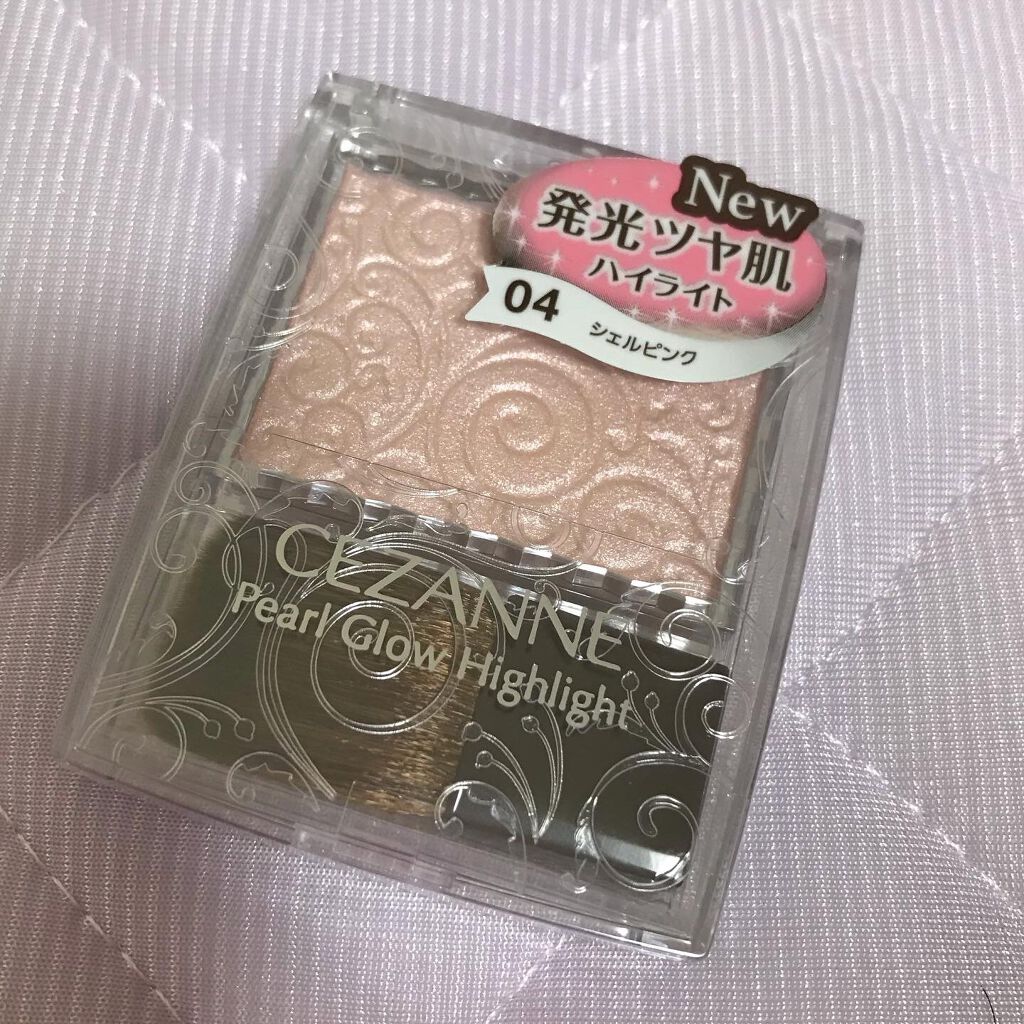 New
発光ツヤ肌
ハイライト
04 シェルピンク
CEZANNE
Pearl Glow Highlight